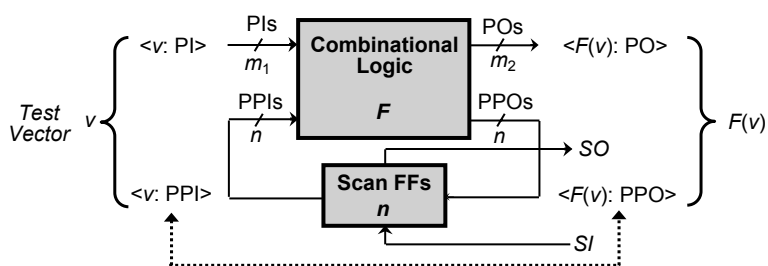 <v: PI>
PIs
m1
Combinational
Logic
F
POs
m2
<F(v): PO>
Test
Vector
v
PPIs
n
PPOs
n
F(v)
SO
<v: PPI>
Scan FFs
n
<F(v): PPO>
SI